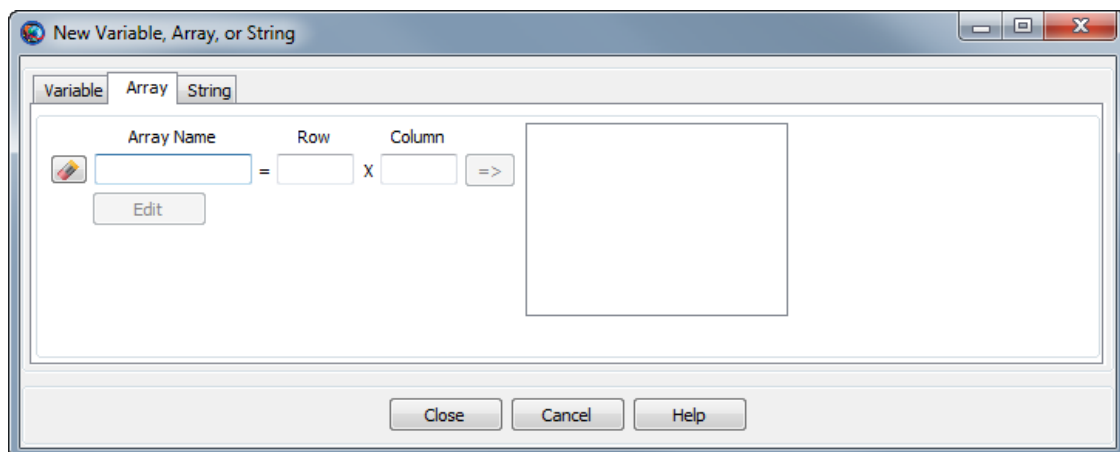 New Variable, Array, or String
X
Variable Array String
Array Name Row Column
= X =>
Edit
Close Cancel Help